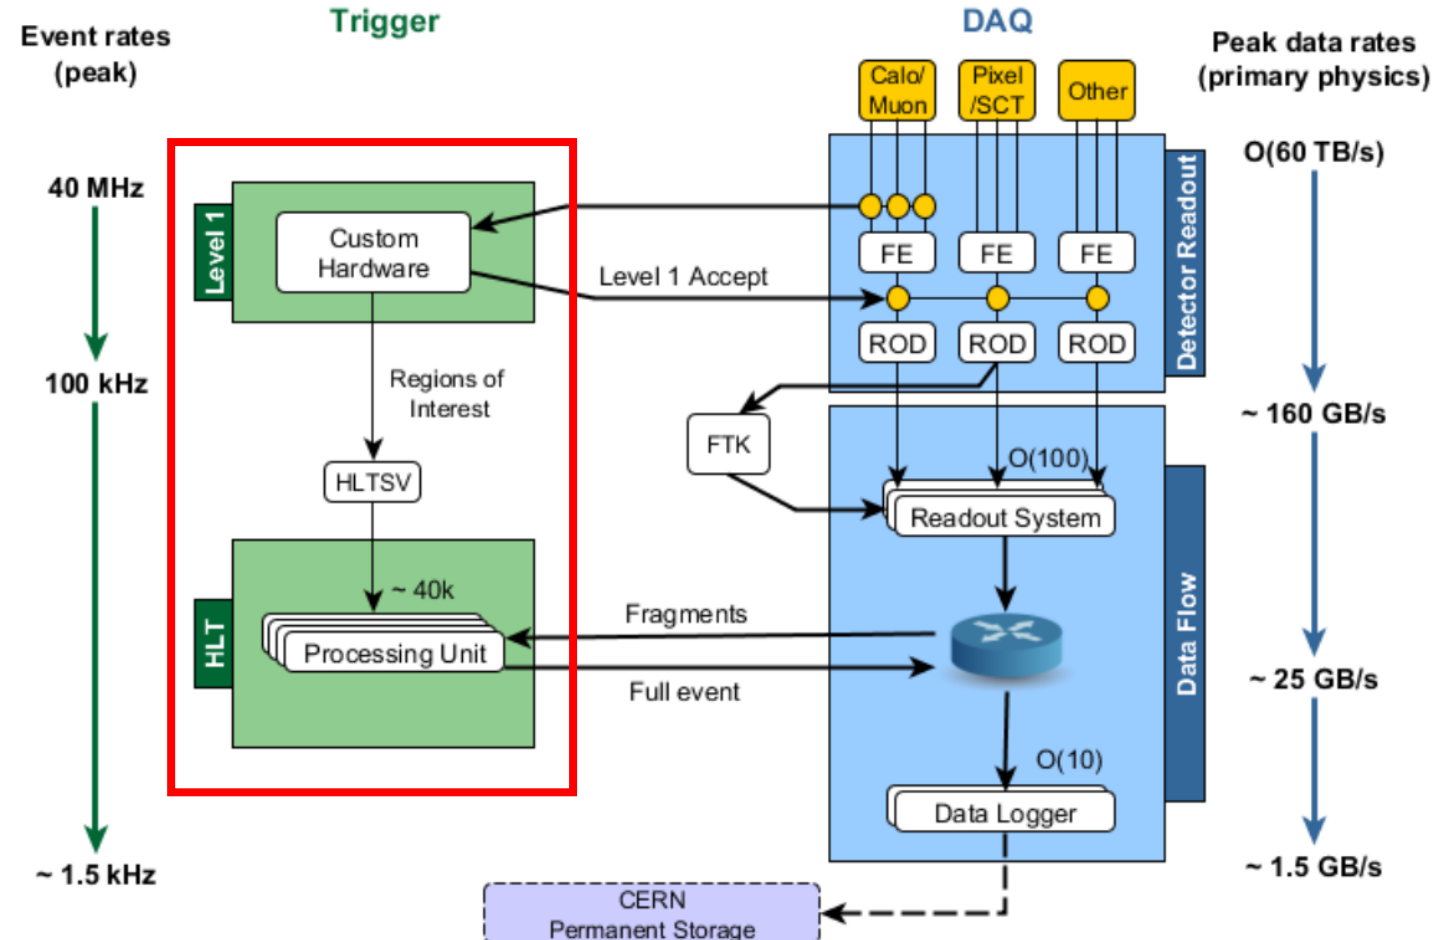 Trigger
DAQ
Event rates
(peak)
Peak data rates
(primary physics)
Calo/
Muon
Pixel
/SCT
Other
40 MHz
100 kHz
~ 1.5 kHz
Level 1
Custom
Hardware
Regions of
Interest
HLTSV
HLT
~ 40k
Processing Unit
Level 1 Accept
FTK
Fragments
Full event
FE
FE
FE
ROD
ROD
ROD
Detector Readout
O(100)
Readout System
Data Flow
O(10)
Data Logger
CERN
Permanent Storage
O(60 TB/s)
~ 160 GB/s
~ 25 GB/s
~ 1.5 GB/s